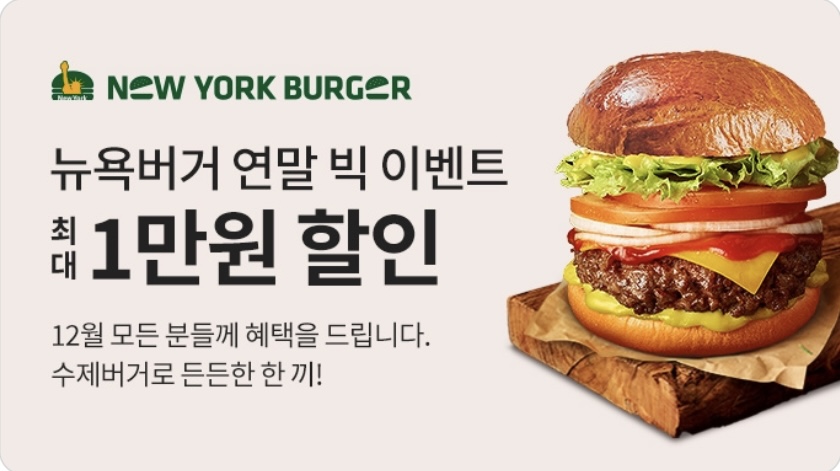 New York
NEW YORK BURGER
뉴욕버거 연말 빅 이벤트
최대 1만원 할인
12월 모든 분들께 혜택을 드립니다.
수제버거로 든든한 한 끼!